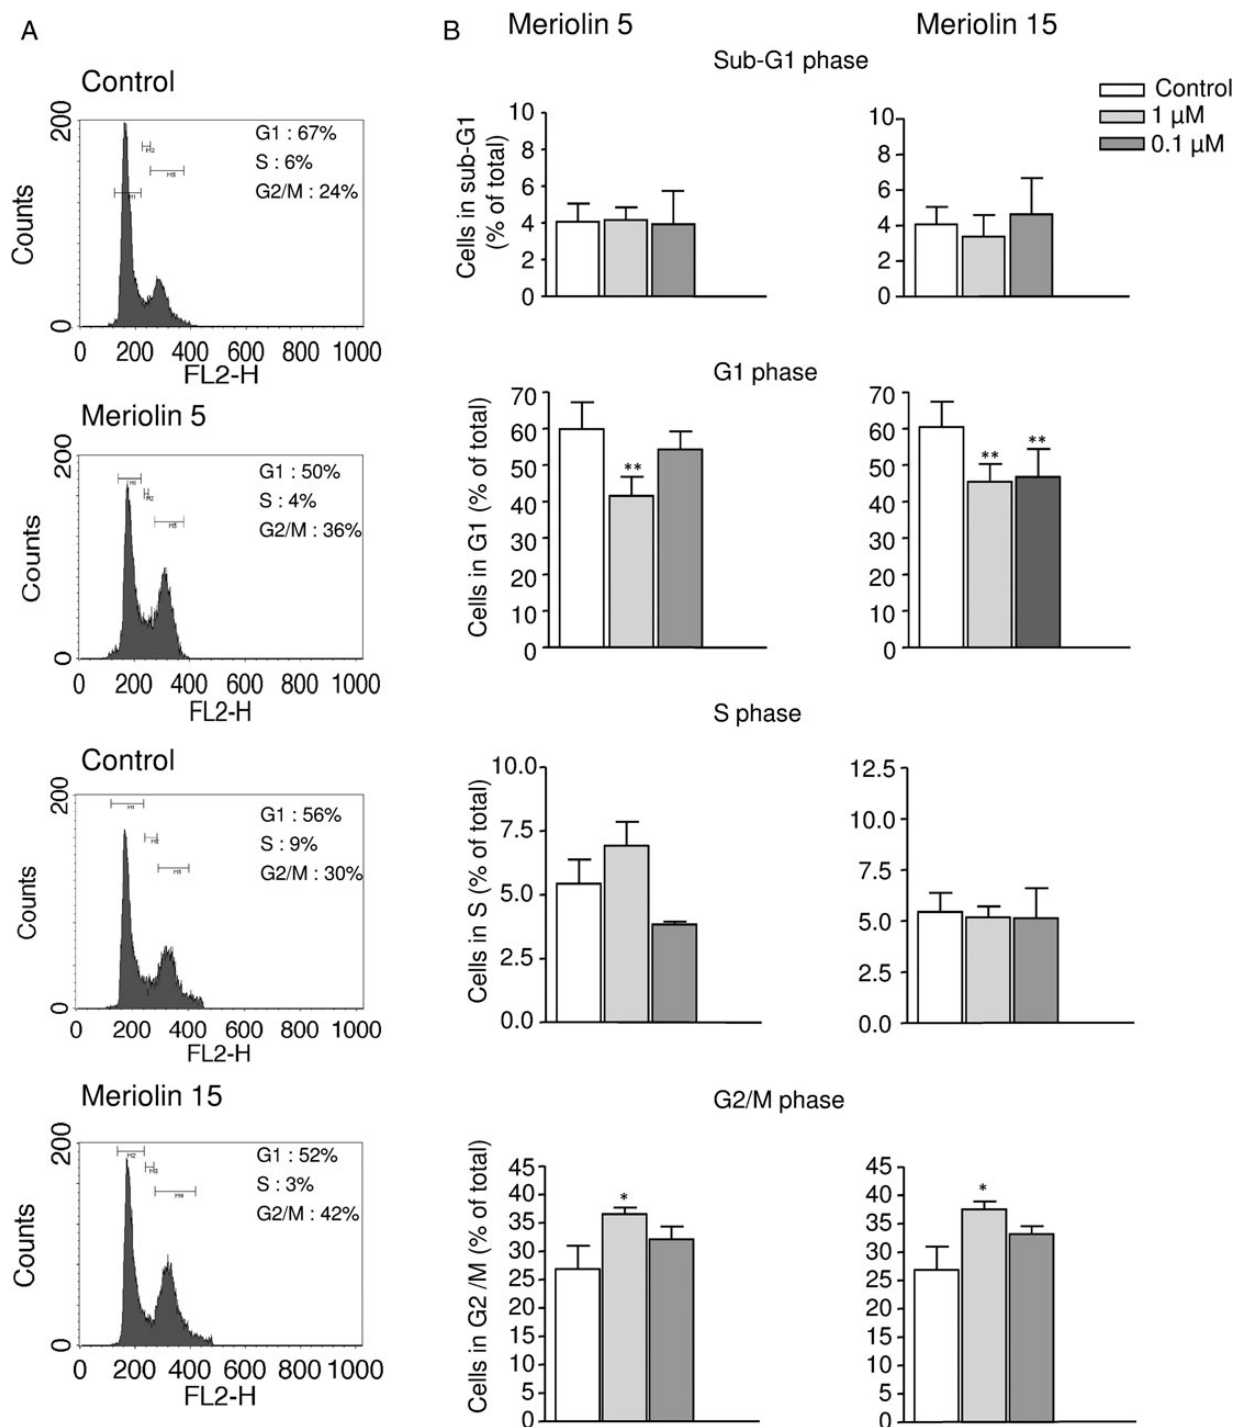 A
Control
200
Counts
0
G1 : 67%
S : 6%
G2/M : 24%
0 200 400 600 800 1000
FL2-H
Meriolin 5
200
Counts
0
G1 : 50%
S : 4%
G2/M : 36%
0 200 400 600 800 1000
FL2-H
Control
200
Counts
0
G1 : 56%
S : 9%
G2/M : 30%
0 200 400 600 800 1000
FL2-H
Meriolin 15
200
Counts
0
G1 : 52%
S : 3%
G2/M : 42%
0 200 400 600 800 1000
FL2-H
B
Meriolin 5
Meriolin 15
Control
1 µM
0.1 µM
Sub-G1 phase
Cells in sub-G1
(% of total)
10
8
6
4
2
0
10
8
6
4
2
0
G1 phase
Cells in G1 (% of total)
70
60
50
40
30
20
10
0
**
70
60
50
40
30
20
10
0
** **
S phase
Cells in S (% of total)
10.0
7.5
5.0
2.5
0.0
12.5
10.0
7.5
5.0
2.5
0.0
G2/M phase
Cells in G2 /M (% of total)
45
40
35
30
25
20
15
10
5
0
*
45
40
35
30
25
20
15
10
5
0
*